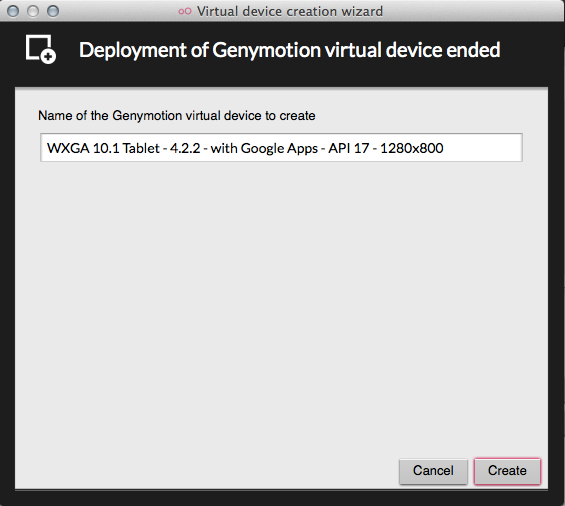 Virtual device creation wizard
Deployment of Genymotion virtual device ended
Name of the Genymotion virtual device to create
WXGA 10.1 Tablet - 4.2.2 - with Google Apps - API 17 - 1280x800
Cancel
Create